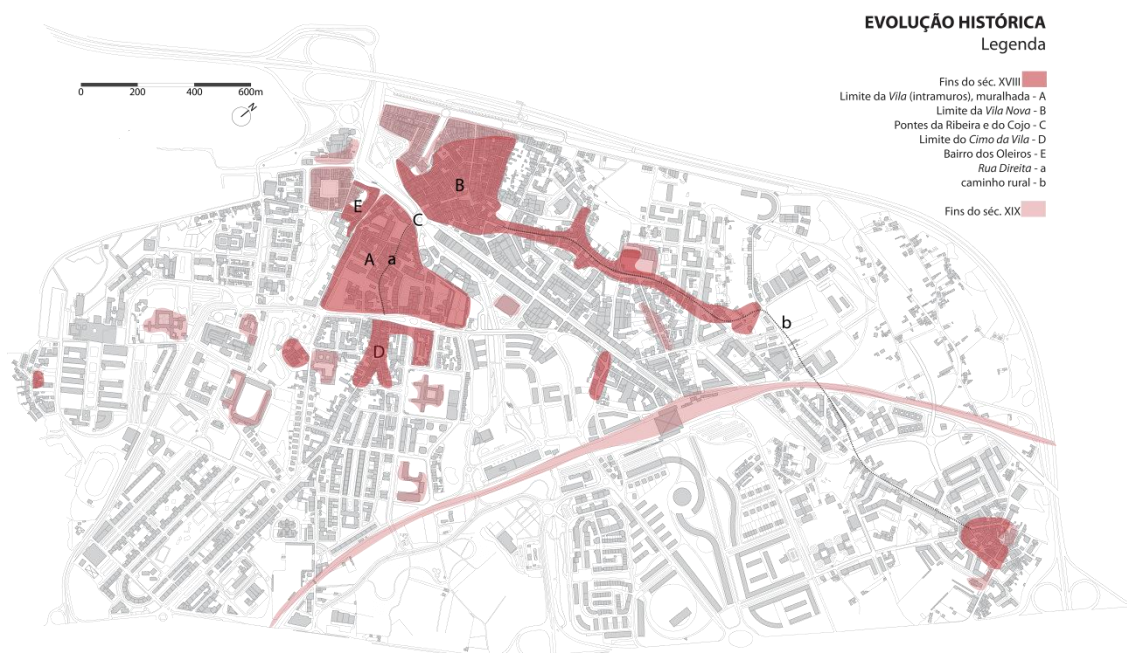 EVOLUÇÃO HISTÓRICA
Legenda
Fins do séc. XVIII
Limite da Vila (intramuros), muralhada - A
Limite da Vila Nova - B
Pontes da Ribeira e do Cojo - C
Limite do Cimo da Vila - D
Bairro dos Oleiros - E
Rua Direita - a
caminho rural - b
Fins do séc. XIX
0 200 400 600m
N
B
E
C
A
a
D
b